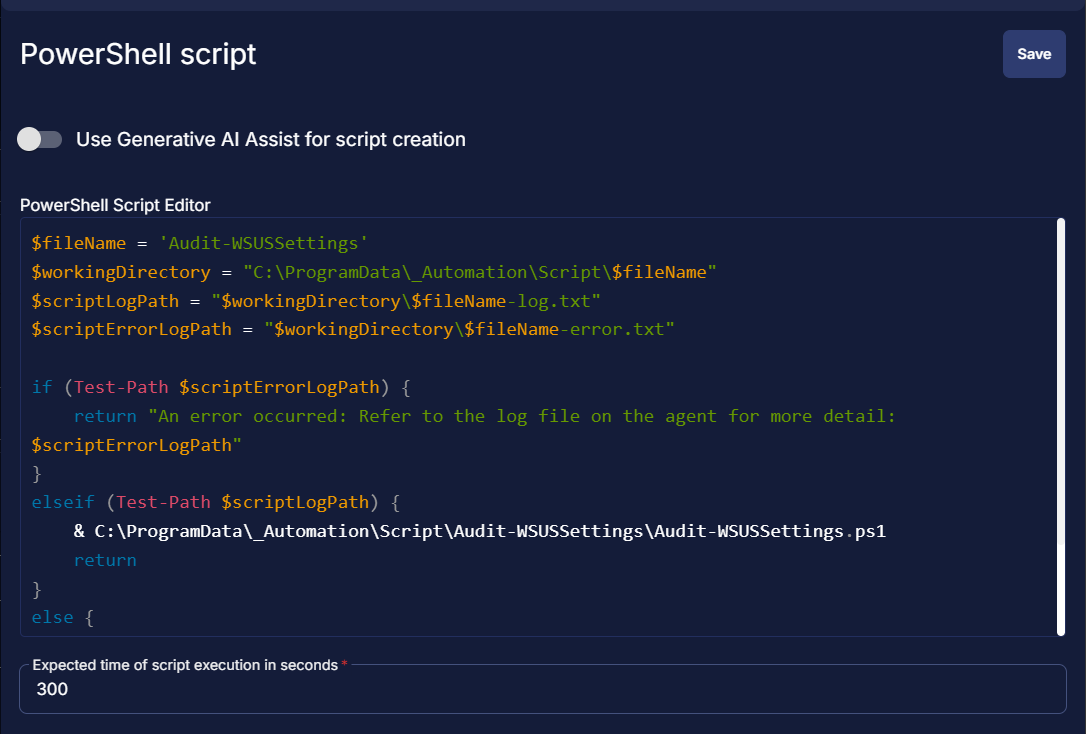 PowerShell script
Save
Use Generative AI Assist for script creation
PowerShell Script Editor
$fileName = 'Audit-WSUSSettings'
$workingDirectory = "C:\ProgramData\_Automation\Script\$fileName"
$scriptLogPath = "$workingDirectory\$fileName-log.txt"
$scriptErrorLogPath = "$workingDirectory\$fileName-error.txt"

if (Test-Path $scriptErrorLogPath) {
    return "An error occurred: Refer to the log file on the agent for more detail:
$scriptErrorLogPath"
}
elseif (Test-Path $scriptLogPath) {
    & C:\ProgramData\_Automation\Script\Audit-WSUSSettings\Audit-WSUSSettings.ps1
    return
}
else {
Expected time of script execution in seconds *
300